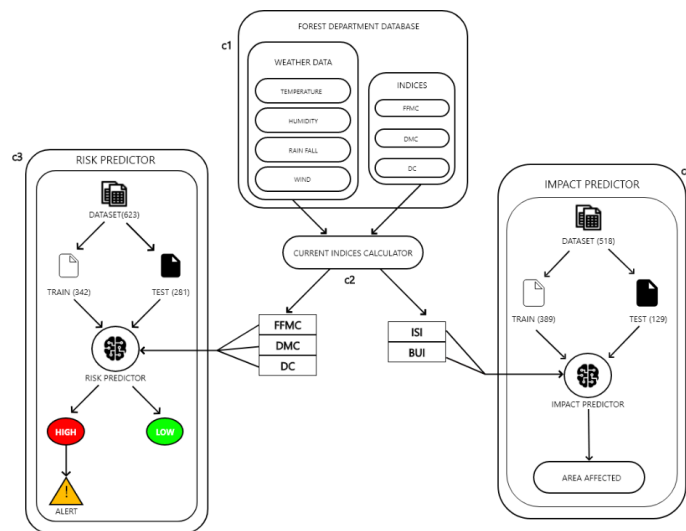 FOREST DEPARTMENT DATABASE
c1
WEATHER DATA
TEMPERATURE
HUMIDITY
RAIN FALL
WIND
INDICES
FFMC
DMC
DC
CURRENT INDICES CALCULATOR
c2
FFMC
DMC
DC
ISI
BUI
c3
RISK PREDICTOR
DATASET(623)
TRAIN (342)
TEST (281)
RISK PREDICTOR
HIGH
LOW
ALERT
IMPACT PREDICTOR
DATASET (518)
TRAIN (389)
TEST (129)
IMPACT PREDICTOR
AREA AFFECTED